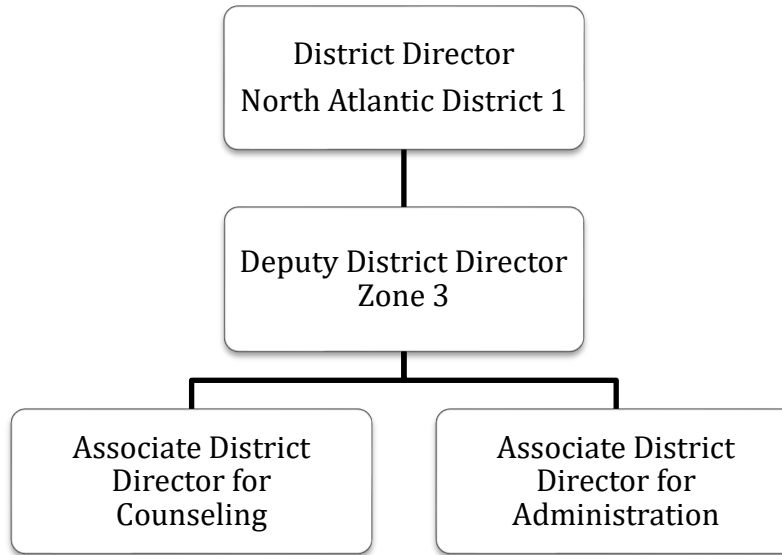 District Director
North Atlantic District 1
Deputy District Director
Zone 3
Associate District
Director for
Counseling
Associate District
Director for
Administration